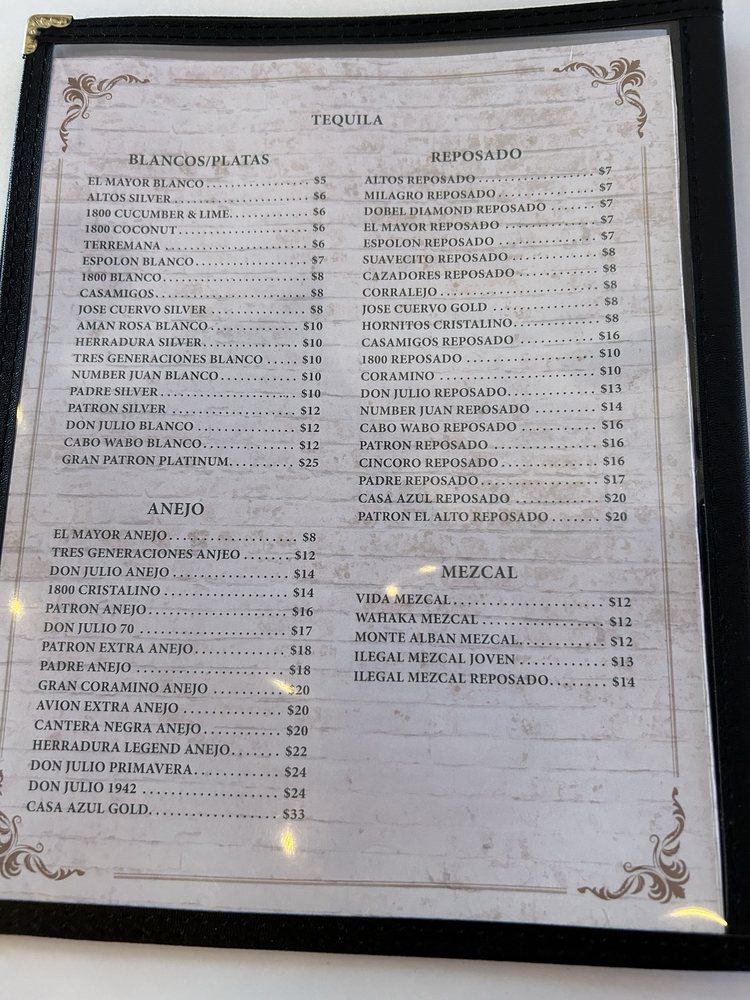 TEQUILA
BLANCOS/PLATAS
EL MAYOR BLANCO................ $5
ALTOS SILVER...................... $6
1800 CUCUMBER & LIME............. $6
1800 COCONUT..................... $6
TERREMANA....................... $6
ESPOLON BLANCO.................. $7
1800 BLANCO....................... $8
CASAMIGOS........................ $8
JOSE CUERVO SILVER............... $8
AMAN ROSA BLANCO............... $10
HERRADURA SILVER................ $10
TRES GENERACIONES BLANCO..... $10
NUMBER JUAN BLANCO............ $10
PADRE SILVER...................... $10
PATRON SILVER.................... $12
DON JULIO BLANCO................ $12
CABO WABO BLANCO.............. $12
GRAN PATRON PLATINUM.......... $25
ANEJO
EL MAYOR ANEJO................... $8
TRES GENERACIONES ANJEO....... $12
DON JULIO ANEJO................. $14
1800 CRISTALINO................... $14
PATRON ANEJO..................... $16
DON JULIO 70...................... $17
PATRON EXTRA ANEJO............. $18
PADRE ANEJO...................... $18
GRAN CORAMINO ANEJO.......... $20
AVION EXTRA ANEJO.............. $20
CANTERA NEGRA ANEJO........... $20
HERRADURA LEGEND ANEJO....... $22
DON JULIO PRIMAVERA............ $24
DON JULIO 1942.................... $24
CASA AZUL GOLD.................. $33
REPOSADO
ALTOS REPOSADO................. $7
MILAGRO REPOSADO.............. $7
DOBEL DIAMOND REPOSADO....... $7
EL MAYOR REPOSADO............. $7
ESPOLON REPOSADO.............. $7
SUAVECITO REPOSADO............ $8
CAZADORES REPOSADO........... $8
CORRALEJO....................... $8
JOSE CUERVO GOLD............... $8
HORNITOS CRISTALINO............ $8
CASAMIGOS REPOSADO........... $16
1800 REPOSADO................... $10
CORAMINO....................... $10
DON JULIO REPOSADO............ $13
NUMBER JUAN REPOSADO........ $14
CABO WABO REPOSADO.......... $16
PATRON REPOSADO............... $16
CINCORO REPOSADO.............. $16
PADRE REPOSADO................. $17
CASA AZUL REPOSADO............ $20
PATRON EL ALTO REPOSADO....... $20
MEZCAL
VIDA MEZCAL...................... $12
WAHAKA MEZCAL................. $12
MONTE ALBAN MEZCAL............ $12
ILEGAL MEZCAL JOVEN............ $13
ILEGAL MEZCAL REPOSADO........ $14